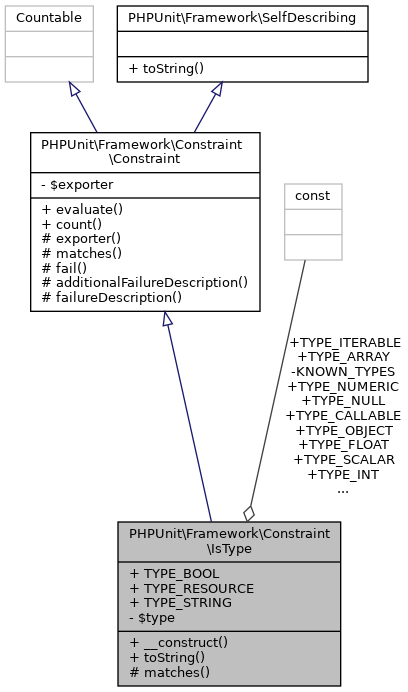 Countable
PHPUnit\Framework\SelfDescribing
+ toString()
PHPUnit\Framework\Constraint
\Constraint
- $exporter
+ evaluate()
+ count()
# exporter()
# matches()
# fail()
# additionalFailureDescription()
# failureDescription()
const
+TYPE_ITERABLE
+TYPE_ARRAY
-KNOWN_TYPES
+TYPE_NUMERIC
+TYPE_NULL
+TYPE_CALLABLE
+TYPE_OBJECT
+TYPE_FLOAT
+TYPE_SCALAR
+TYPE_INT
...
PHPUnit\Framework\Constraint
\IsType
+ TYPE_BOOL
+ TYPE_RESOURCE
+ TYPE_STRING
- $type
+ __construct()
+ toString()
# matches()